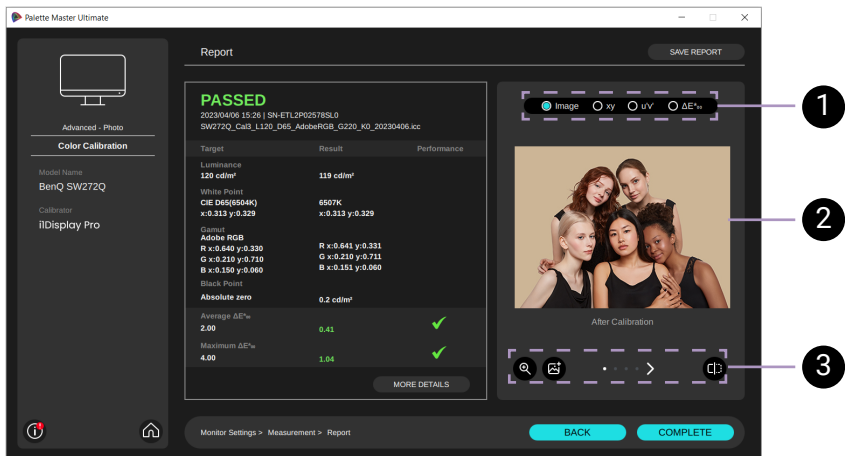 Palette Master Ultimate
Advanced - Photo
Color Calibration
Model Name
BenQ SW272Q
Calibrator
i1Display Pro
Report
SAVE REPORT
PASSED
2023/04/06 15:26 | SN-ETL2P02578SL0
SW272Q_Cal3_L120_D65_AdobeRGB_G220_K0_20230406.icc
Target Result Performance
Luminance
120 cd/m² 119 cd/m²
White Point
CIE D65(6504K) 6507K
x:0.313 y:0.329 x:0.313 y:0.329
Gamut
Adobe RGB
R x:0.640 y:0.330 R x:0.641 y:0.331
G x:0.210 y:0.710 G x:0.210 y:0.711
B x:0.150 y:0.060 B x:0.151 y:0.060
Black Point
Absolute zero 0.2 cd/m²
Average ΔE*₀₀
2.00 0.41
Maximum ΔE*₀₀
4.00 1.04
MORE DETAILS
Image xy u'v' ΔE*₀₀
After Calibration
Monitor Settings > Measurement > Report
BACK COMPLETE
1
2
3